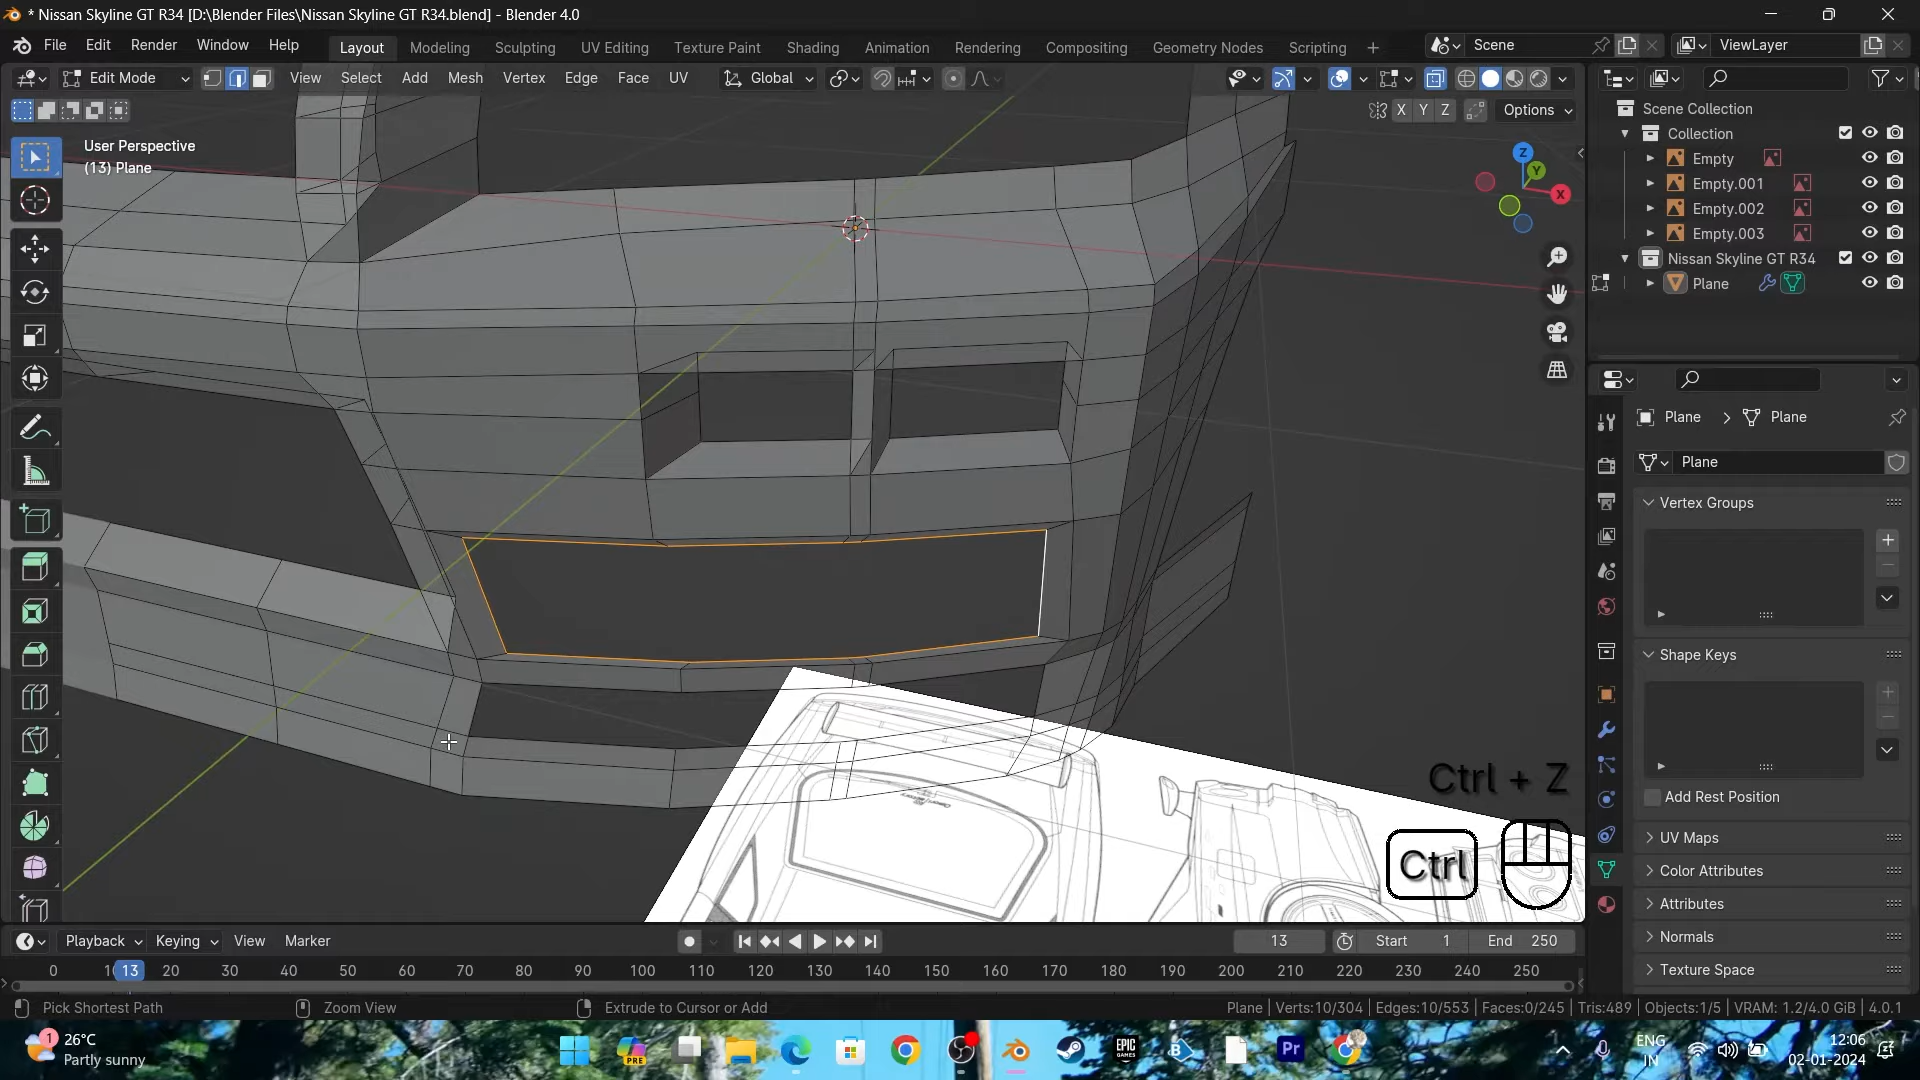 * Nissan Skyline GT R34 [D:\Blender Files\Nissan Skyline GT R34.blend] - Blender 4.0
File Edit Render Window Help Layout Modeling Sculpting UV Editing Texture Paint Shading Animation Rendering Compositing Geometry Nodes Scripting + Scene ViewLayer
Edit Mode View Select Add Mesh Vertex Edge Face UV Global
X Y Z Options
User Perspective
(13) Plane
Z
Y
X
Scene Collection
Collection
Empty
Empty.001
Empty.002
Empty.003
Nissan Skyline GT R34
Plane
Plane > Plane
Plane
Vertex Groups
Shape Keys
Add Rest Position
UV Maps
Color Attributes
Attributes
Normals
Texture Space
Ctrl + Z
Ctrl
Playback Keying View Marker 13 Start 1 End 250
0 10 13 20 30 40 50 60 70 80 90 100 110 120 130 140 150 160 170 180 190 200 210 220 230 240 250
Pick Shortest Path Zoom View Extrude to Cursor or Add Plane | Verts:10/304 | Edges:10/553 | Faces:0/245 | Tris:489 | Objects:1/5 | VRAM: 1.2/4.0 GiB | 4.0.1
1
26°C
Partly sunny
PRE
EPIC
GAMES
B
Pr
ENG
IN
12:06
02-01-2024